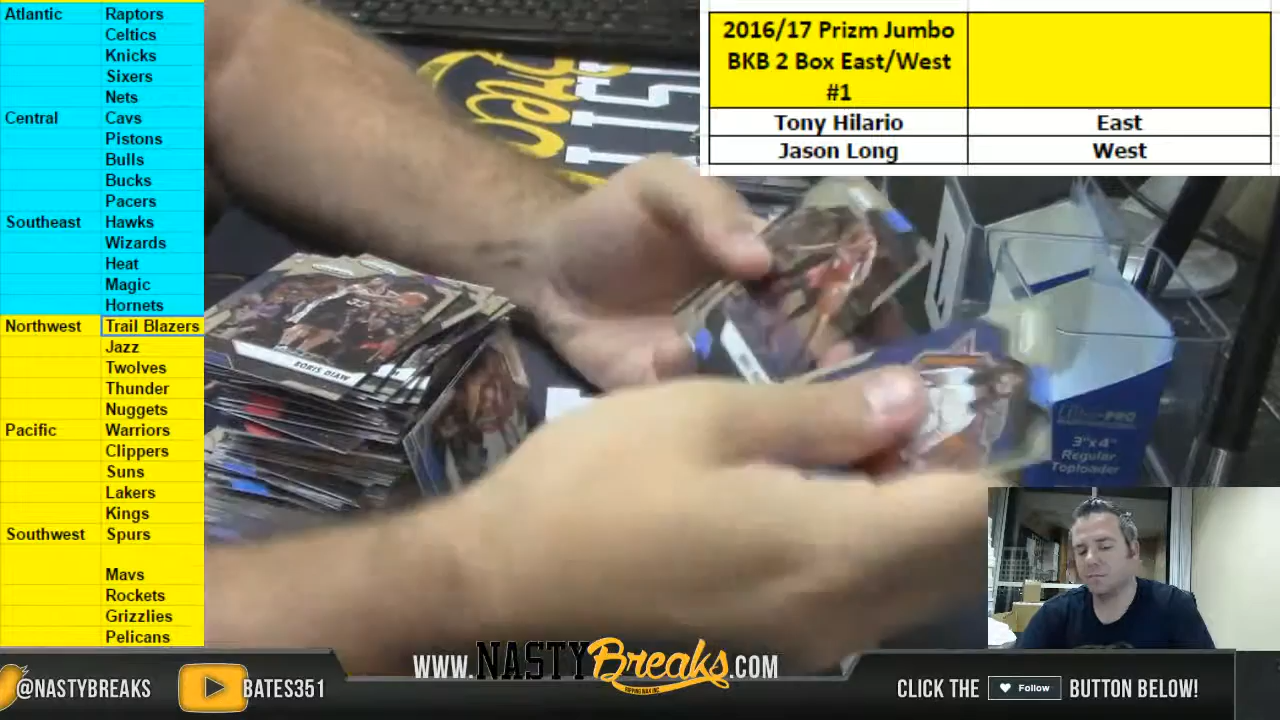 Atlantic Raptors
Celtics
Knicks
Sixers
Nets
Central Cavs
Pistons
Bulls
Bucks
Pacers
Southeast Hawks
Wizards
Heat
Magic
Hornets
Northwest Trail Blazers
Jazz
Twolves
Thunder
Nuggets
Pacific Warriors
Clippers
Suns
Lakers
Kings
Southwest Spurs
Mavs
Rockets
Grizzlies
Pelicans
2016/17 Prizm Jumbo
BKB 2 Box East/West
#1
Tony Hilario East
Jason Long West
BORIS DIAW
Ultra-PRO
3"x4"
Regular
Toploader
WWW.NASTYBreaks.COM
@NASTYBREAKS
BATES351
CLICK THE Follow BUTTON BELOW!